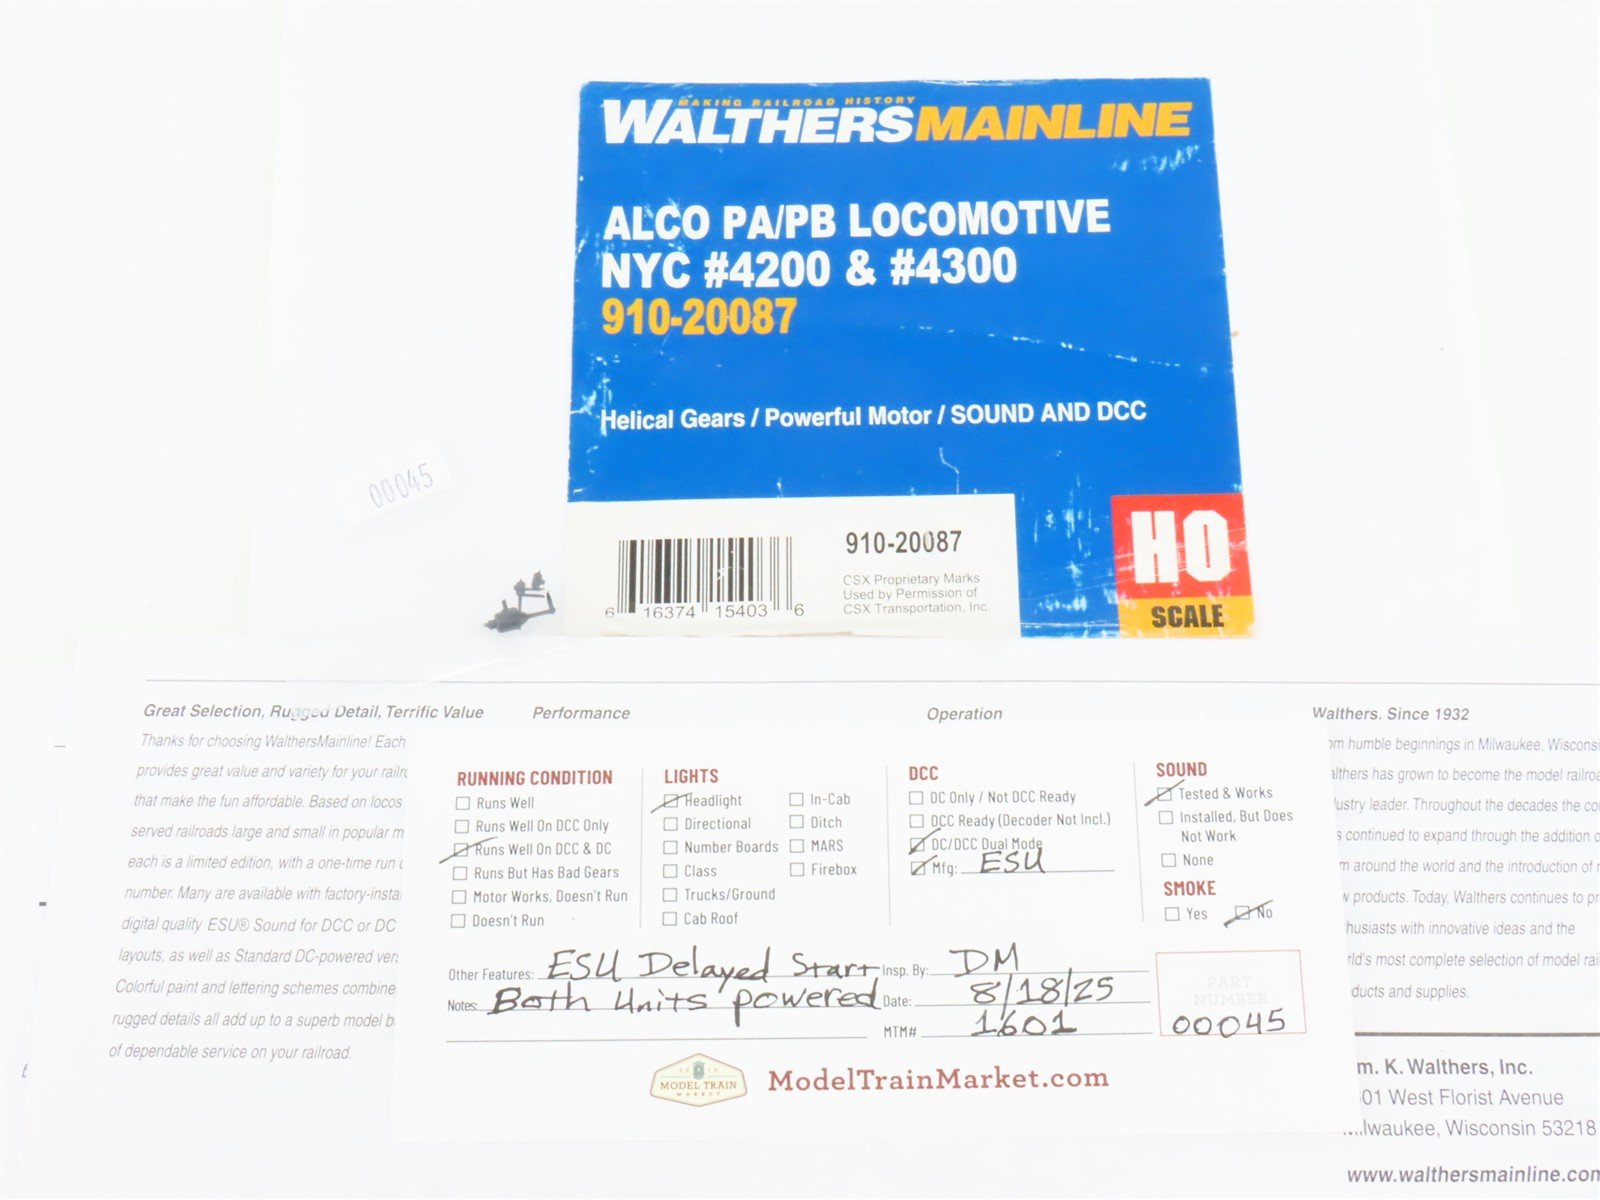 MAKING RAILROAD HISTORY
WALTHERSMAINLINE
ALCO PA/PB LOCOMOTIVE
NYC #4200 & #4300
910-20087
Helical Gears / Powerful Motor / SOUND AND DCC
00045
910-20087
CSX Proprietary Marks
Used by Permission of
CSX Transportation, Inc.
6 16374 15403 6
HO
SCALE
Great Selection, Rugged Detail, Terrific Value
Thanks for choosing WalthersMainline! Each
provides great value and variety for your railr
that make the fun affordable. Based on locos
served railroads large and small in popular m
each is a limited edition, with a one-time run
number. Many are available with factory-insta
digital quality ESU® Sound for DCC or DC
layouts, as well as Standard DC-powered ver
Colorful paint and lettering schemes combine
rugged details all add up to a superb model b
of dependable service on your railroad.
Performance
Operation
Walthers. Since 1932
om humble beginnings in Milwaukee, Wisconsi
althers has grown to become the model railroa
ustry leader. Throughout the decades the co
s continued to expand through the addition o
m around the world and the introduction of
w products. Today, Walthers continues to pr
husiasts with innovative ideas and the
rld's most complete selection of model rai
ducts and supplies.
RUNNING CONDITION
Runs Well
Runs Well On DCC Only
Runs Well On DCC & DC
Runs But Has Bad Gears
Motor Works, Doesn't Run
Doesn't Run
LIGHTS
Headlight
Directional
Number Boards
Class
Trucks/Ground
Cab Roof
In-Cab
Ditch
MARS
Firebox
DCC
DC Only / Not DCC Ready
DCC Ready (Decoder Not Incl.)
DC/DCC Dual Mode
Mfg: ESU
SOUND
Tested & Works
Installed, But Does
Not Work
None
SMOKE
Yes No
Other Features: ESU Delayed Start
Notes: Both Units powered
Insp. By: DM
Date: 8/18/25
MTM# 1601
PART
NUMBER
00045
MODEL TRAIN
MARKET
ModelTrainMarket.com
m. K. Walthers, Inc.
01 West Florist Avenue
lwaukee, Wisconsin 53218
www.walthersmainline.com